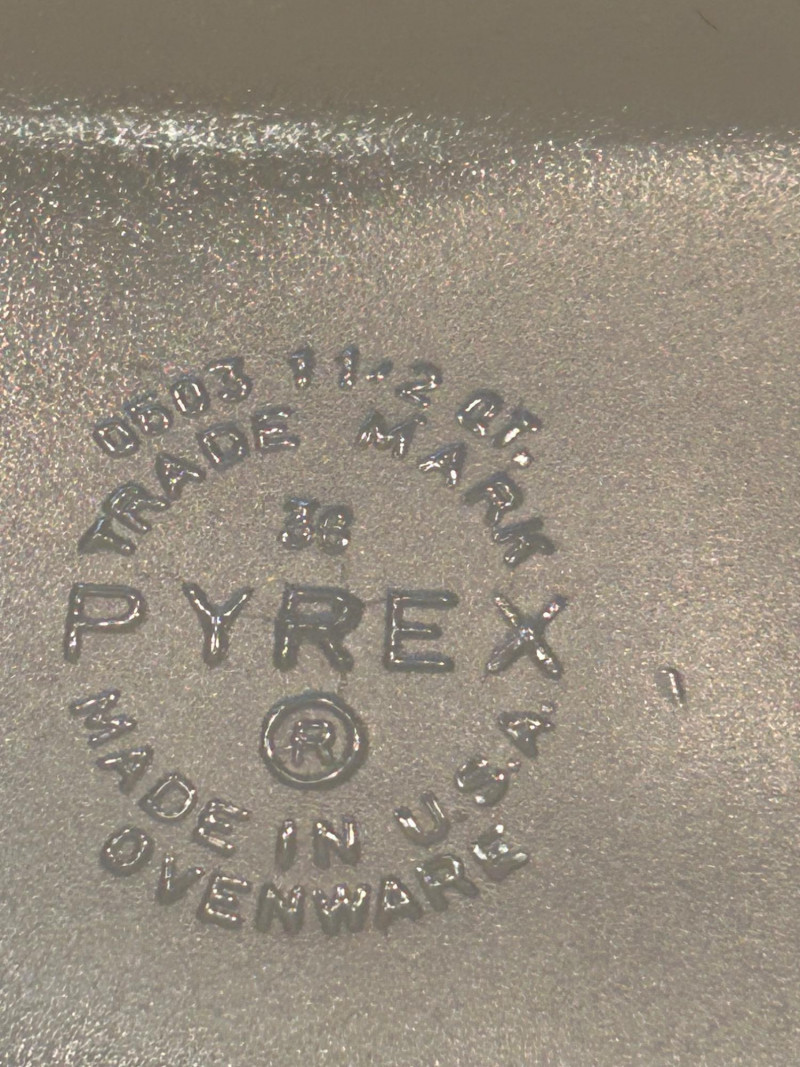 0503 1 1-2 QT.
TRADE MARK
36
PYREX
®
MADE IN U.S.A
OVENWARE